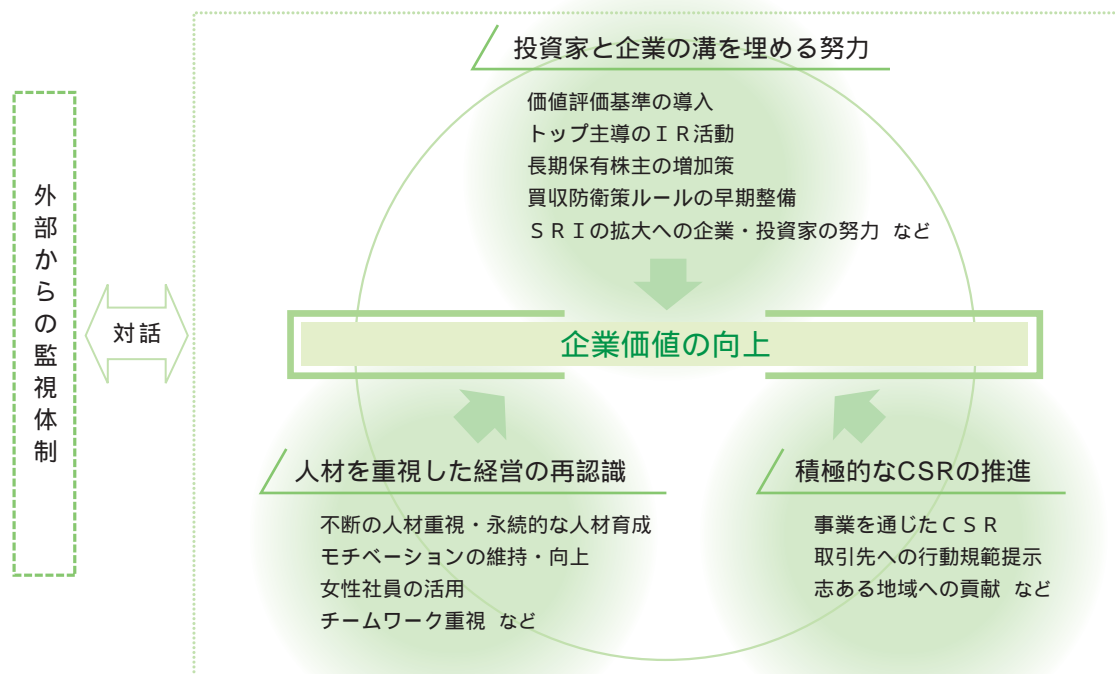 投資家と企業の溝を埋める努力
価値評価基準の導入
トップ主導のＩＲ活動
長期保有株主の増加策
買収防衛策ルールの早期整備
ＳＲＩの拡大への企業・投資家の努力 など
外部からの監視体制
対話
企業価値の向上
人材を重視した経営の再認識
不断の人材重視・永続的な人材育成
モチベーションの維持・向上
女性社員の活用
チームワーク重視 など
積極的なCSRの推進
事業を通じたＣＳＲ
取引先への行動規範提示
志ある地域への貢献 など